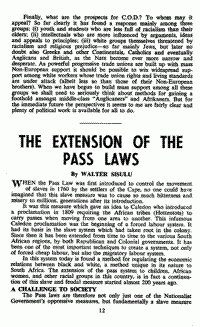 Finally, what are the prospects for C.O.D.? To whom may it
appeal? So far clearly it has found a response mainly among three
groups: (i) youth and students who are less full of racialism than their
elders; (ii) intellectuals who are more influenced by arguments, ideas
and appeals to principles; (iii) white groups themselves threatened by
racialism and religious prejudice—so far mainly Jews, but later no
doubt also Greeks and other Continentals, Catholics and eventually
Anglicans and British, as the Nats become ever more narrow and
desperate. As powerful progressive trade unions are built up with mass
Non-European support it should be possible to win widespread sup-
port among white workers whose trade union rights and living standards
are under attack (albeit less so than those of their Non-European
brothers). When we have begun to build mass support among all these
groups we shall need to seriously think about methods for gaining a
foothold amongst middle-class "Anglicaners" and Afrikaners. But for
the immediate future the perspective it seems to me are fairly clear and
plenty of political work is available for all to do.
THE EXTENSION OF THE
PASS LAWS
By WALTER SISULU
WHEN the Pass Law was first introduced to control the movement
of slaves in 1760 by the settlers of the Cape, no one could have
imagined that this slave measure was to cause so much bitterness and
misery to millions, generations after its introduction.
It was this measure which gave an idea to Caledon who introduced
a proclamation in 1809 requiring the African tribes (Hottentots) to
carry passes when moving from one area to another. This infamous
Caledon proclamation was the beginning of a forced labour system. It
had its basis in the slave system which had taken root in the colony.
Since then it has been extended from time to time to the various other
African regions, by both Republican and Colonial governments. It has
been one of the most important techniques to create a system, not only
of forced cheap labour, but also the migratory labour system.
In this system today is found a method for regulating the economic
relations between black and white, a method unique in its nature to
South Africa. The extension of the pass system to children, African
women, and other racial groups in this country, is in fact a continua-
tion of this slave and feudal measure started almost 200 years ago.
A CHALLENGE TO SOCIETY
The Pass laws are therefore not only just one of the Nationalist
Government's oppressive measures, but fundamentally a slave measure
12